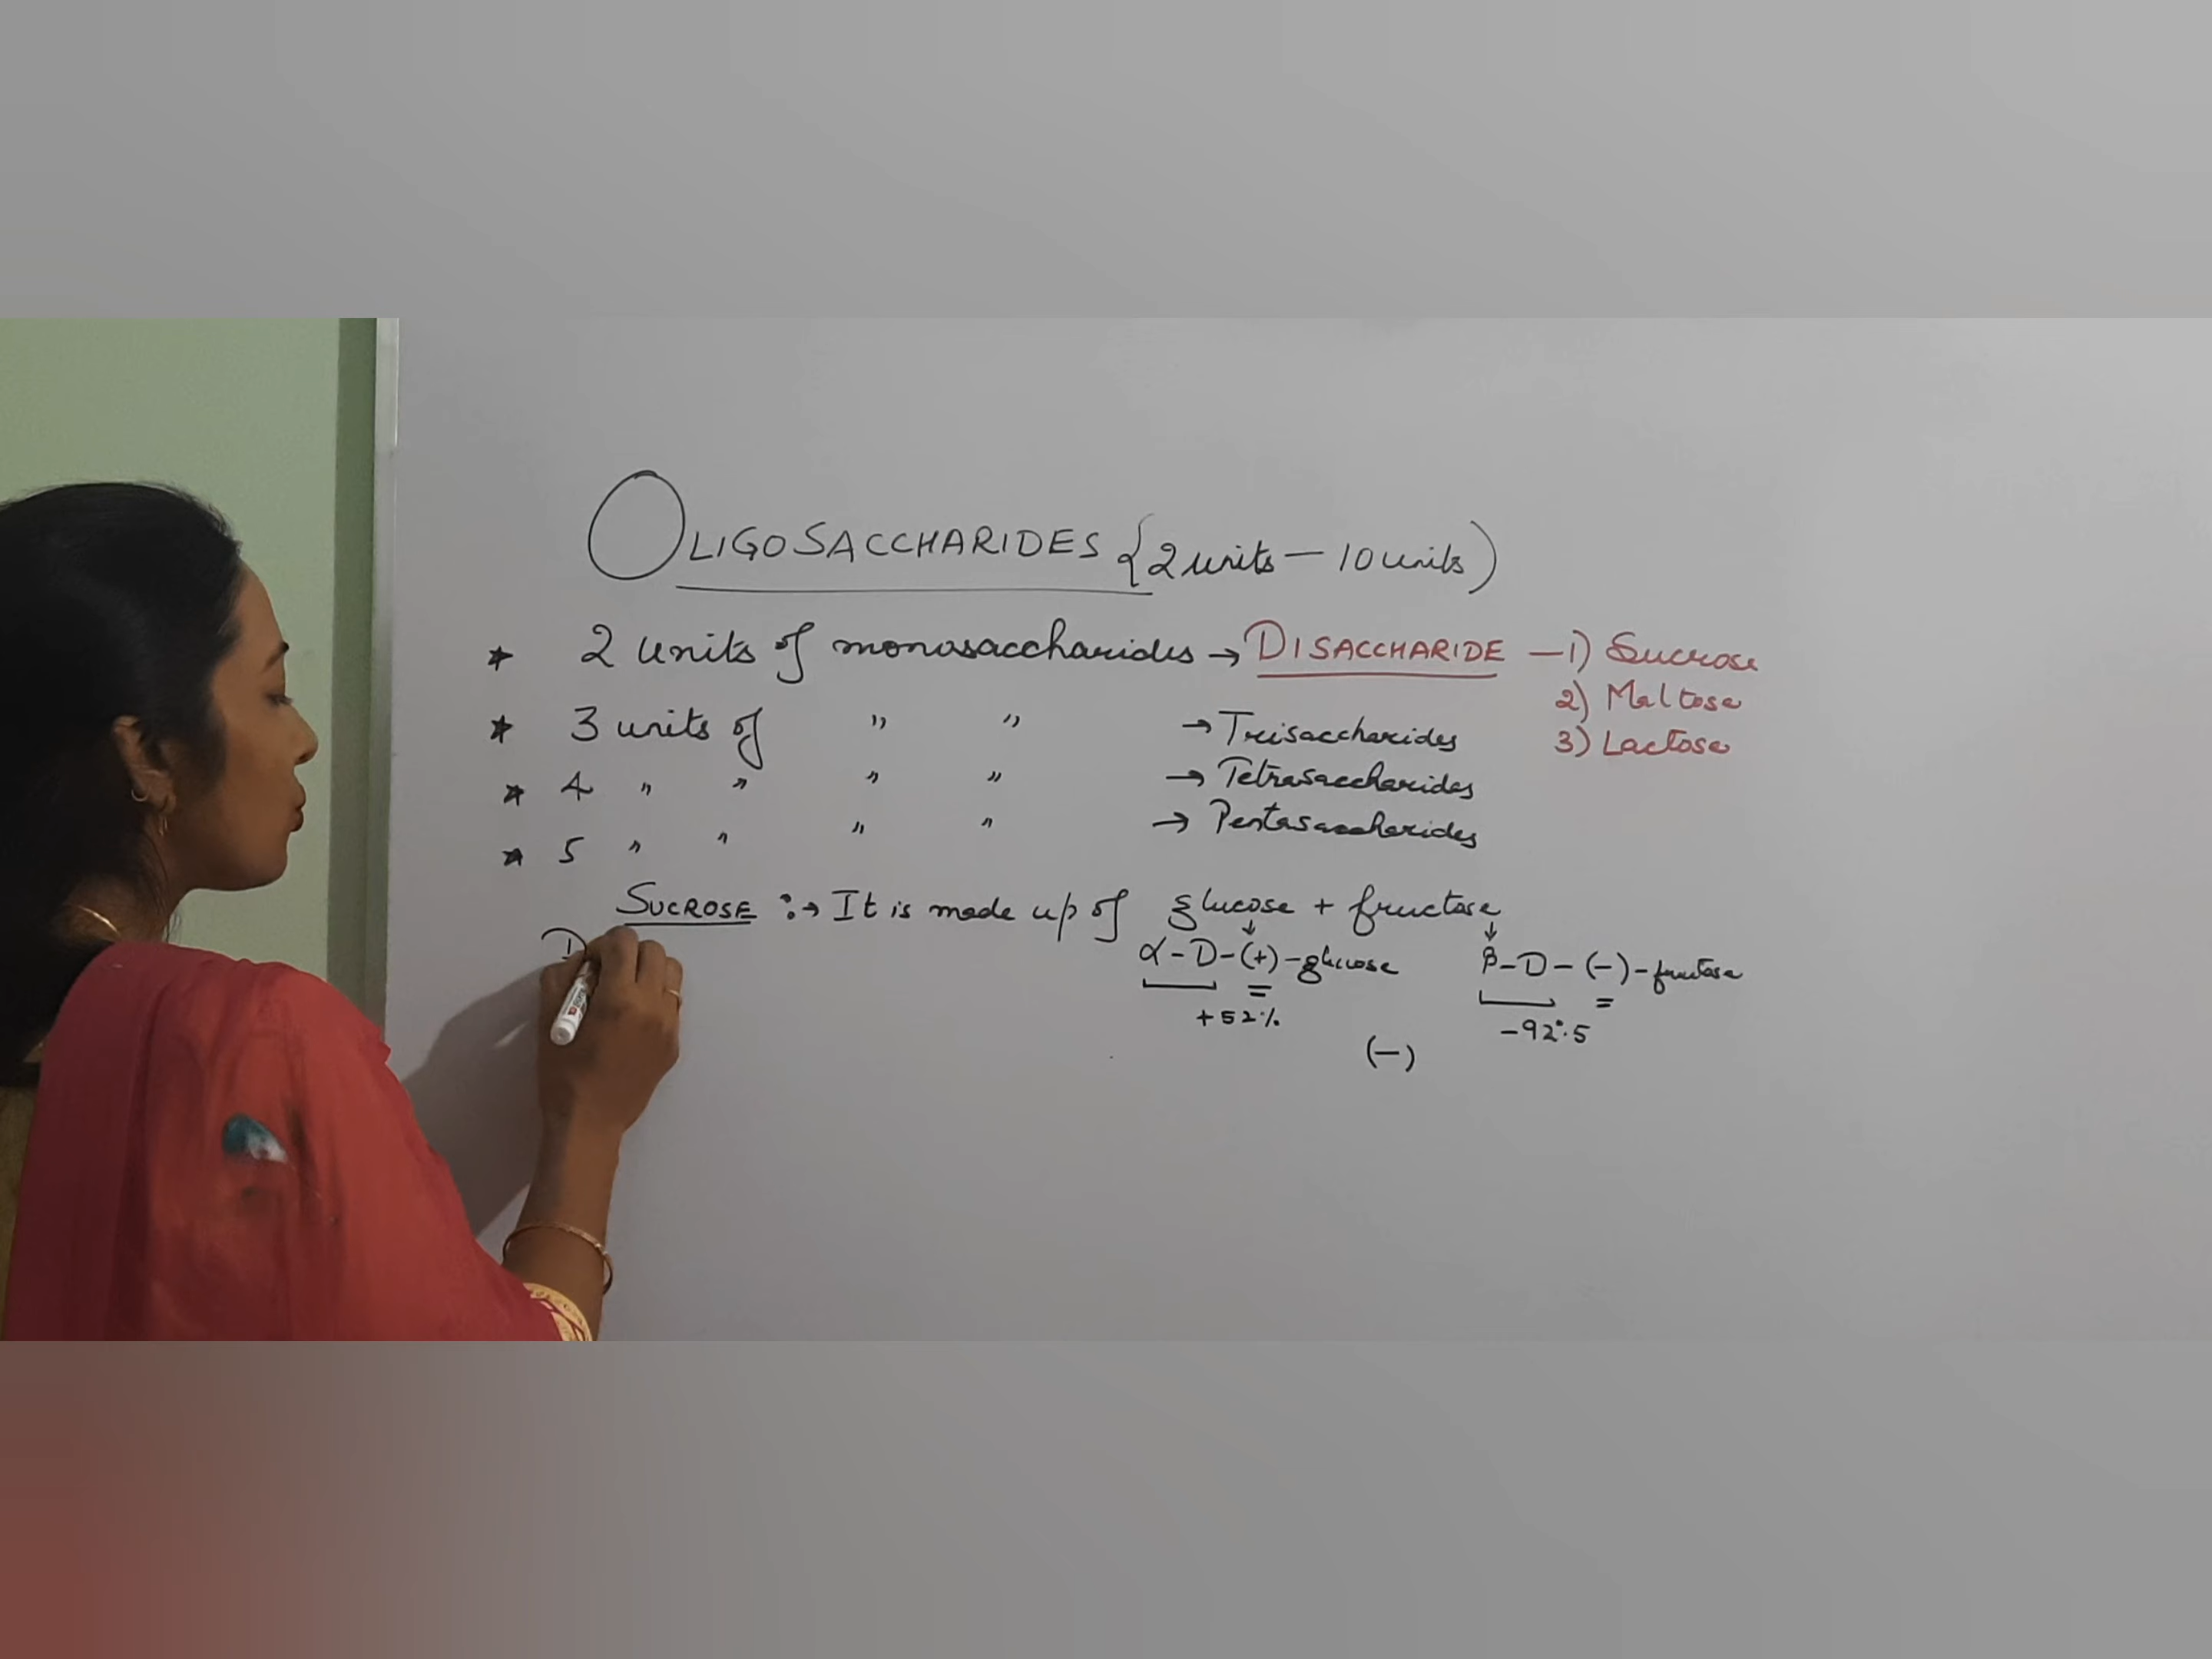 OLIGOSACCHARIDES {2 units — 10 units)
* 2 units of monosaccharides → DISACCHARIDE — 1) Sucrose
2) Maltose
* 3 units of " " → Trisaccharides
3) Lactose
* 4 " " " " → Tetrasaccharides
* 5 " " " " → Pentasaccharides
SUCROSE :→ It is made up of glucose + fructose
↓ ↓
D
α-D-(+)-glucose β-D-(-)-fructose
+52% -92°.5
(-)